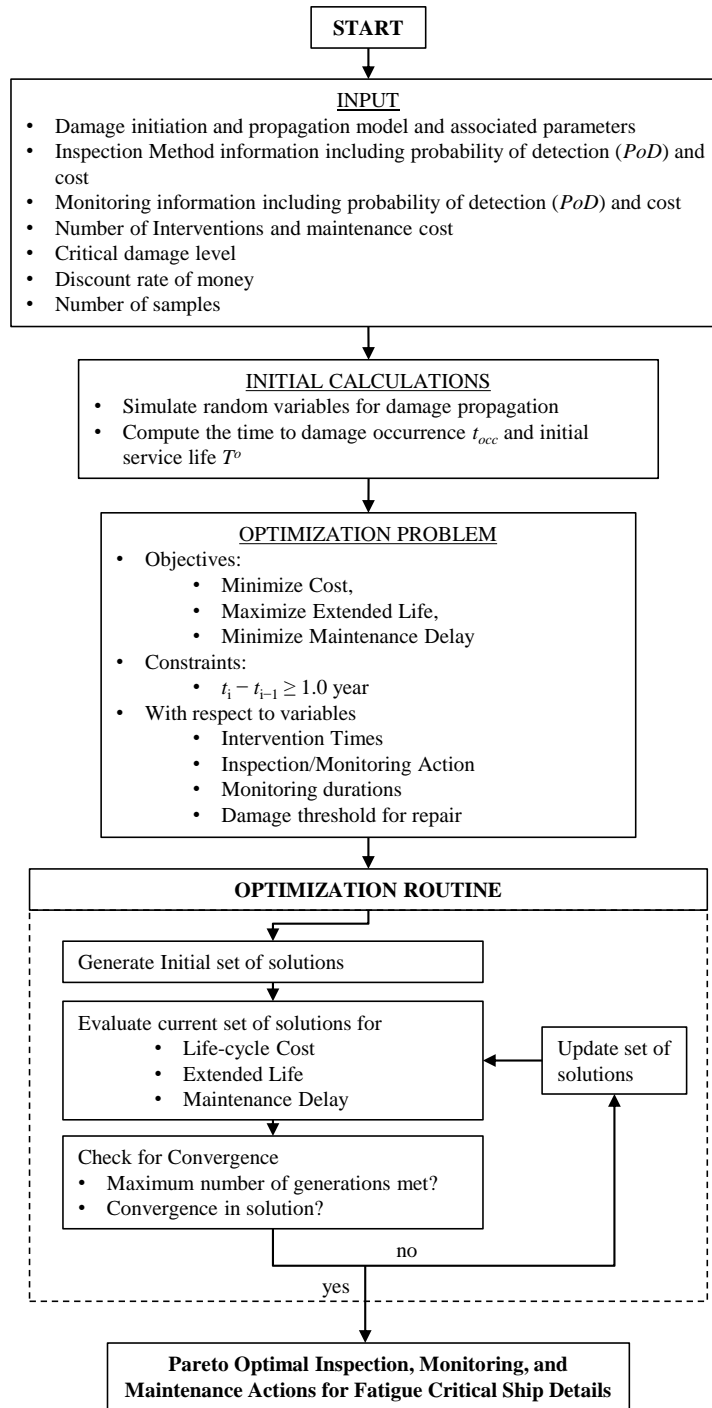 START
INPUT
• Damage initiation and propagation model and associated parameters
• Inspection Method information including probability of detection (PoD) and
cost
• Monitoring information including probability of detection (PoD) and cost
• Number of Interventions and maintenance cost
• Critical damage level
• Discount rate of money
• Number of samples
INITIAL CALCULATIONS
• Simulate random variables for damage propagation
• Compute the time to damage occurrence tocc and initial
service life T^o
OPTIMIZATION PROBLEM
• Objectives:
• Minimize Cost,
• Maximize Extended Life,
• Minimize Maintenance Delay
• Constraints:
• ti − ti−1 ≥ 1.0 year
• With respect to variables
• Intervention Times
• Inspection/Monitoring Action
• Monitoring durations
• Damage threshold for repair
OPTIMIZATION ROUTINE
Generate Initial set of solutions
Evaluate current set of solutions for
• Life-cycle Cost
• Extended Life
• Maintenance Delay
Update set of
solutions
Check for Convergence
• Maximum number of generations met?
• Convergence in solution?
no
yes
Pareto Optimal Inspection, Monitoring, and
Maintenance Actions for Fatigue Critical Ship Details